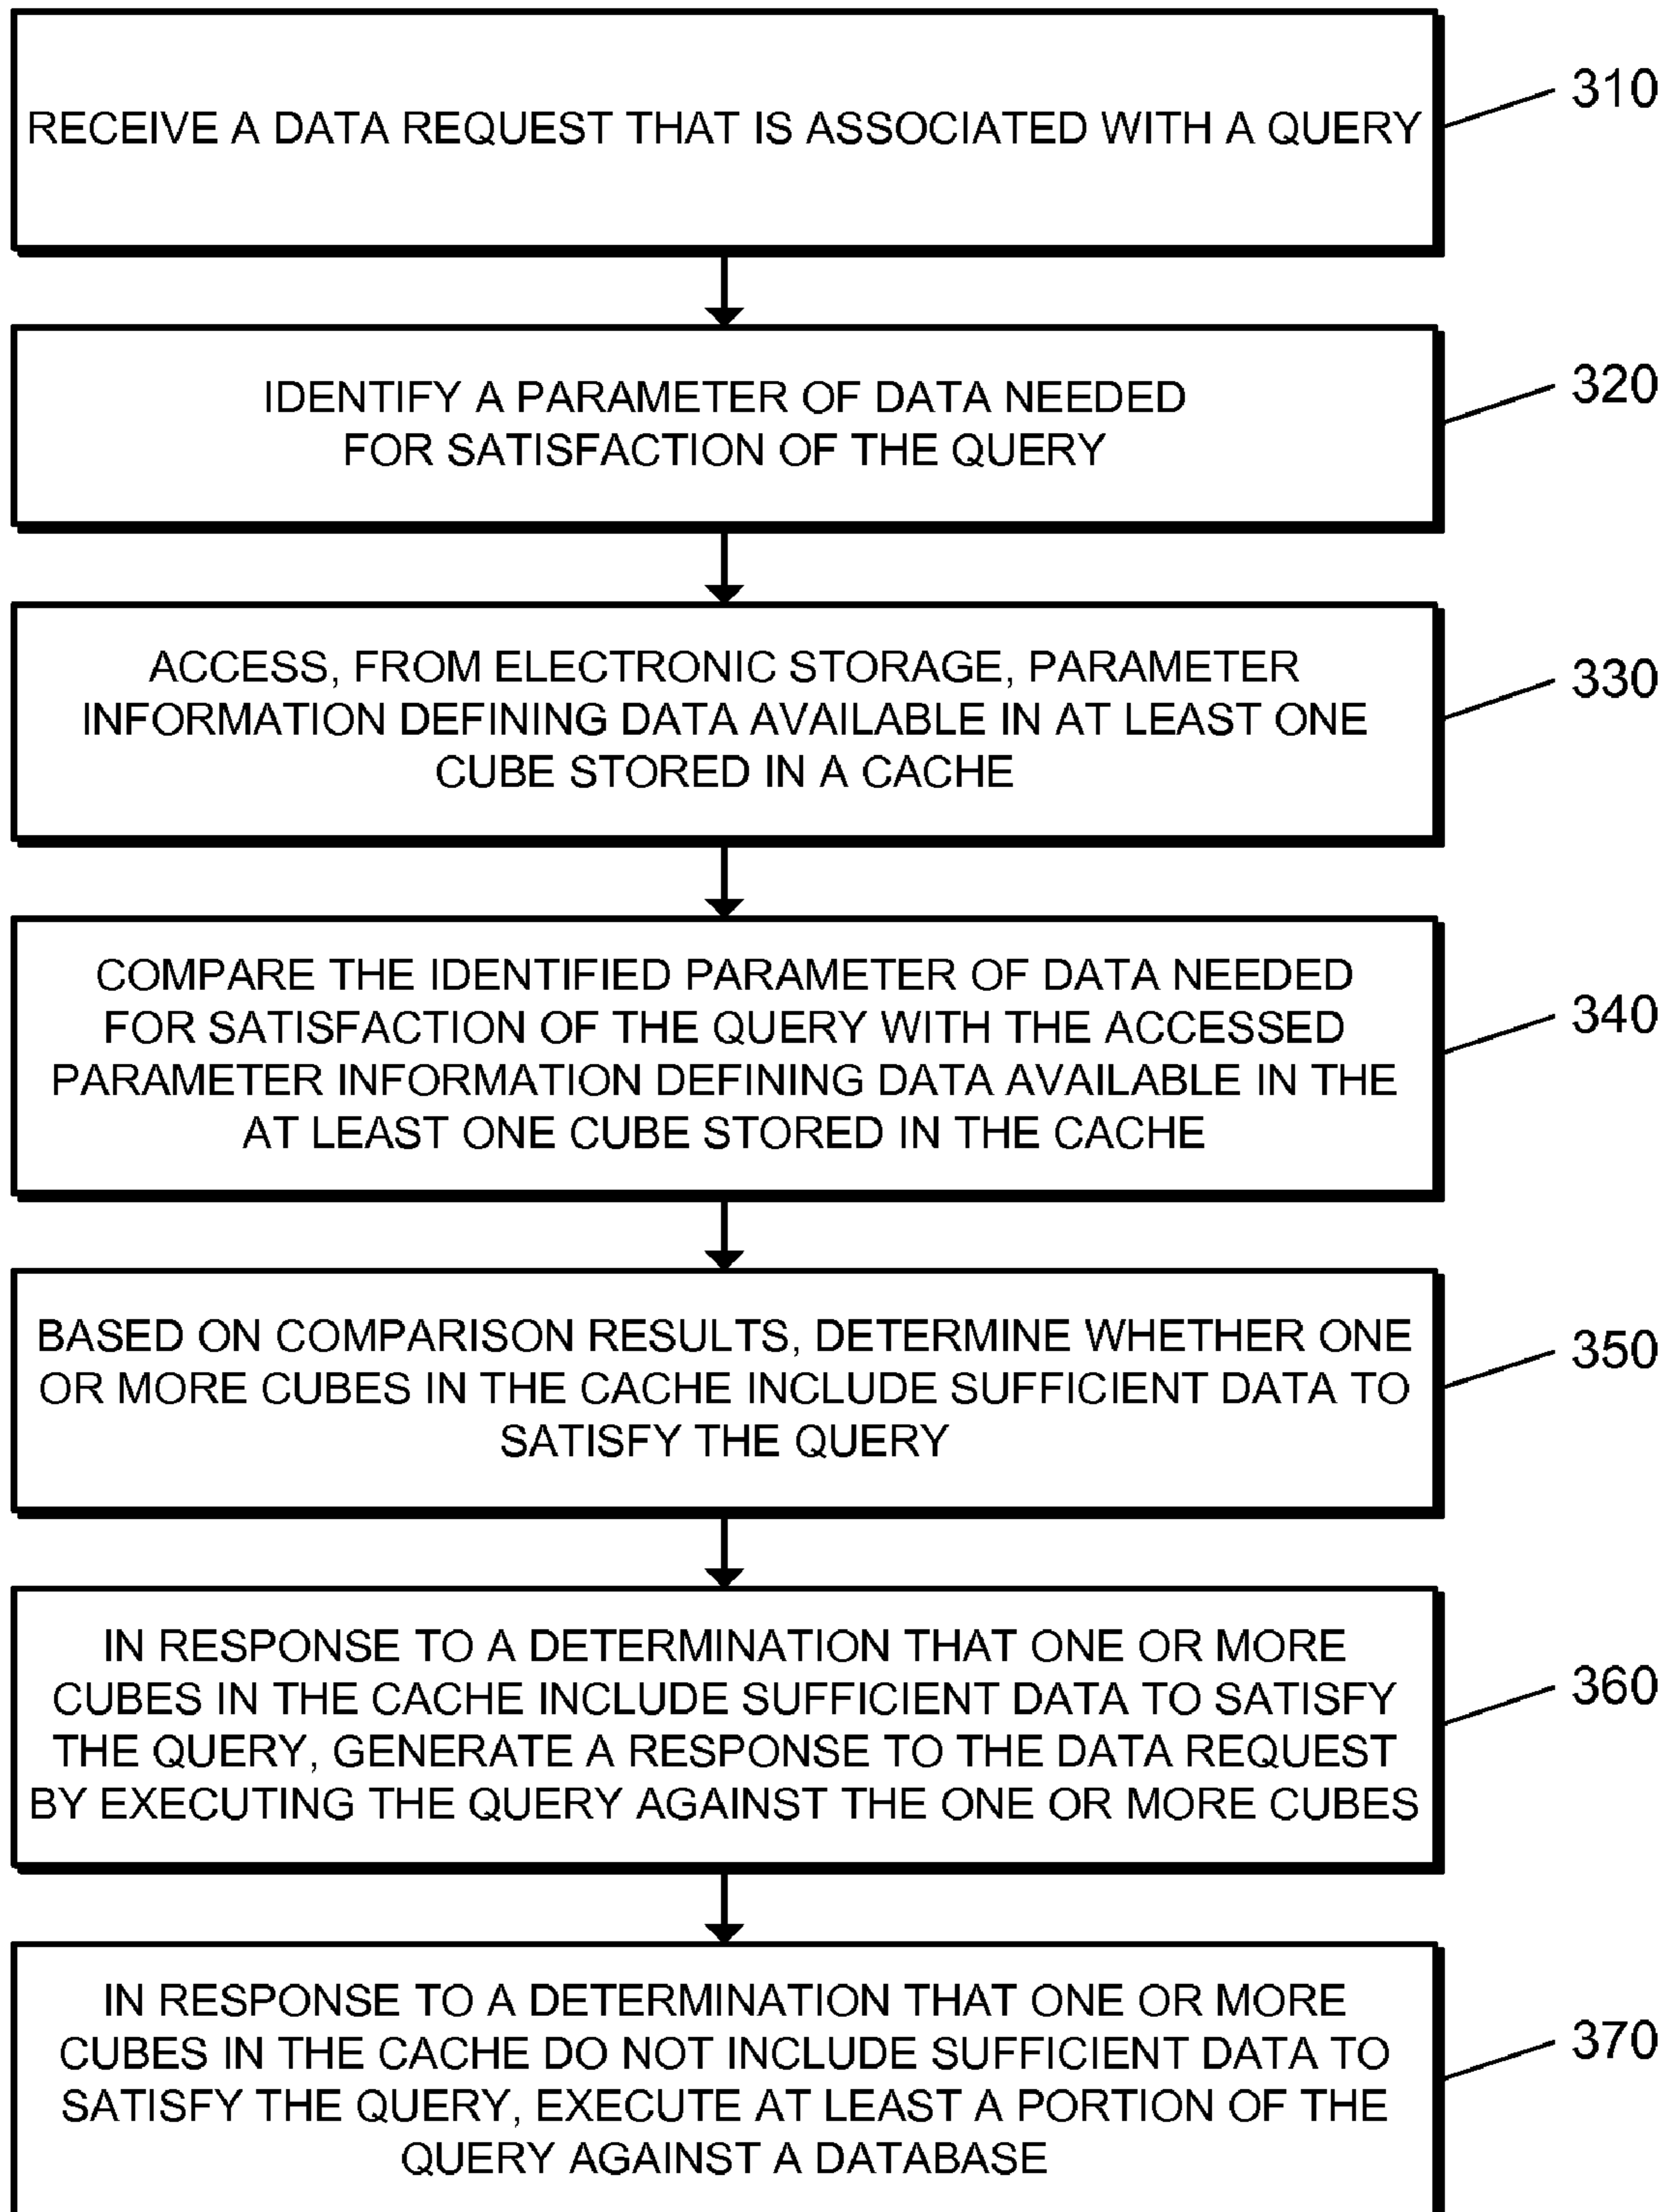 RECEIVE A DATA REQUEST THAT IS ASSOCIATED WITH A QUERY
310
IDENTIFY A PARAMETER OF DATA NEEDED
FOR SATISFACTION OF THE QUERY
320
ACCESS, FROM ELECTRONIC STORAGE, PARAMETER
INFORMATION DEFINING DATA AVAILABLE IN AT LEAST ONE
CUBE STORED IN A CACHE
330
COMPARE THE IDENTIFIED PARAMETER OF DATA NEEDED
FOR SATISFACTION OF THE QUERY WITH THE ACCESSED
PARAMETER INFORMATION DEFINING DATA AVAILABLE IN THE
AT LEAST ONE CUBE STORED IN THE CACHE
340
BASED ON COMPARISON RESULTS, DETERMINE WHETHER ONE
OR MORE CUBES IN THE CACHE INCLUDE SUFFICIENT DATA TO
SATISFY THE QUERY
350
IN RESPONSE TO A DETERMINATION THAT ONE OR MORE
CUBES IN THE CACHE INCLUDE SUFFICIENT DATA TO SATISFY
THE QUERY, GENERATE A RESPONSE TO THE DATA REQUEST
BY EXECUTING THE QUERY AGAINST THE ONE OR MORE CUBES
360
IN RESPONSE TO A DETERMINATION THAT ONE OR MORE
CUBES IN THE CACHE DO NOT INCLUDE SUFFICIENT DATA TO
SATISFY THE QUERY, EXECUTE AT LEAST A PORTION OF THE
QUERY AGAINST A DATABASE
370